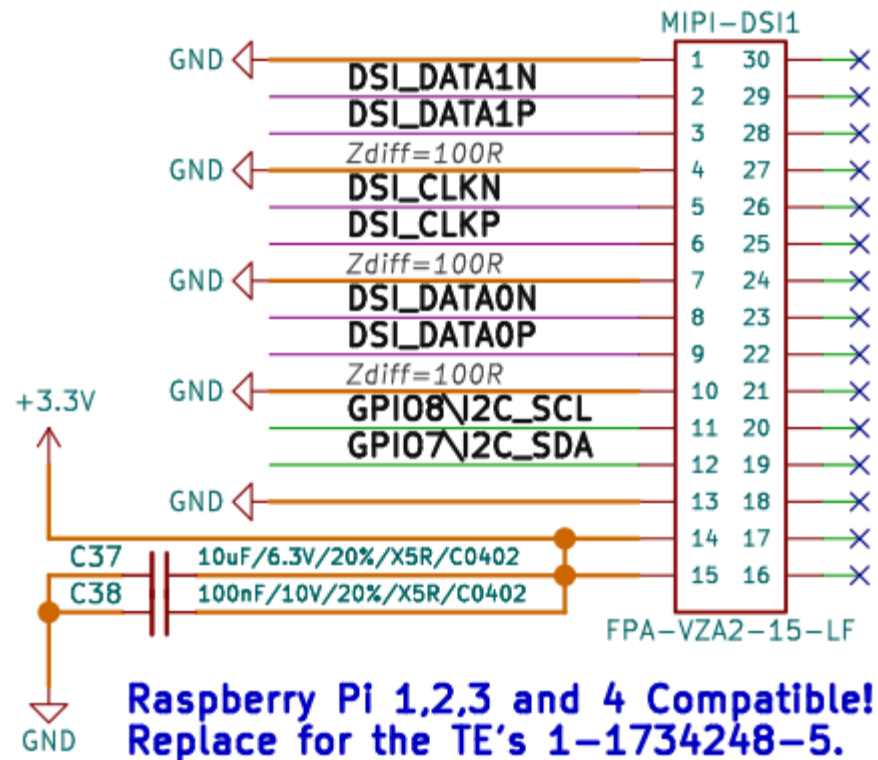 MIPI-DSI1
GND 1 30
DSI_DATA1N
2 29
DSI_DATA1P
3 28
Zdiff=100R
GND 4 27
DSI_CLKN
5 26
DSI_CLKP
6 25
Zdiff=100R
GND 7 24
DSI_DATA0N
8 23
DSI_DATA0P
9 22
Zdiff=100R
GND 10 21
+3.3V
GPIO8\I2C_SCL
11 20
GPIO7\I2C_SDA
12 19
GND 13 18
14 17
C37 10uF/6.3V/20%/X5R/C0402
15 16
C38 100nF/10V/20%/X5R/C0402
FPA-VZA2-15-LF
GND
Raspberry Pi 1,2,3 and 4 Compatible!
Replace for the TE's 1-1734248-5.